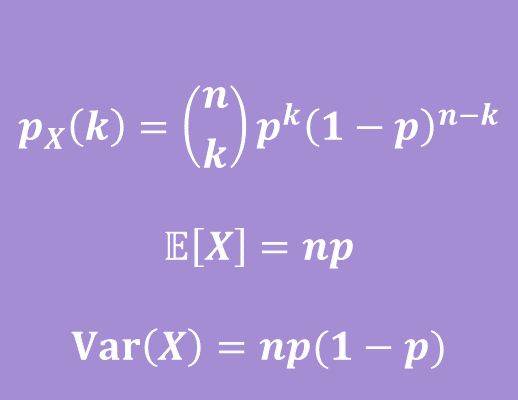 p_X(k) = \binom{n}{k} p^k (1 − p)^{n−k}
𝔼[X] = np
Var(X) = np(1 − p)